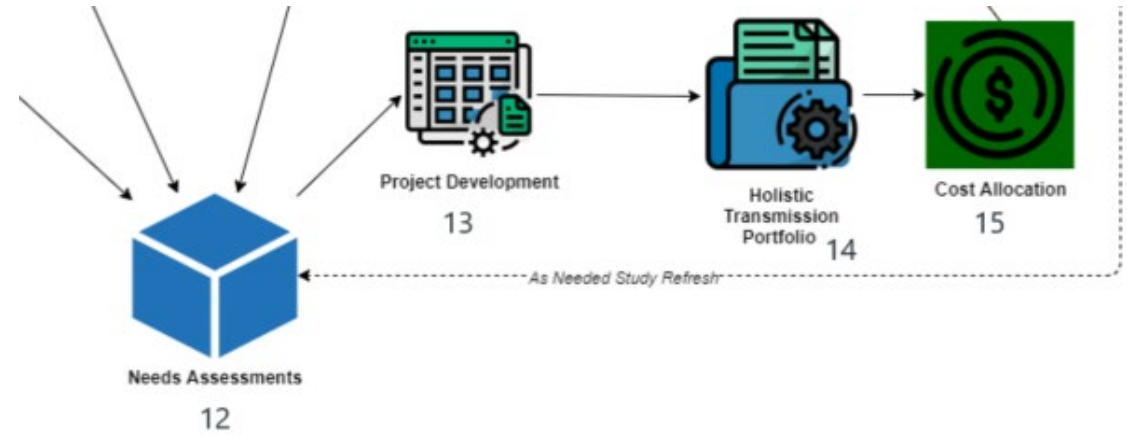 Project Development
13
Holistic
Transmission
Portfolio
14
$
Cost Allocation
15
As Needed Study Refresh
Needs Assessments
12